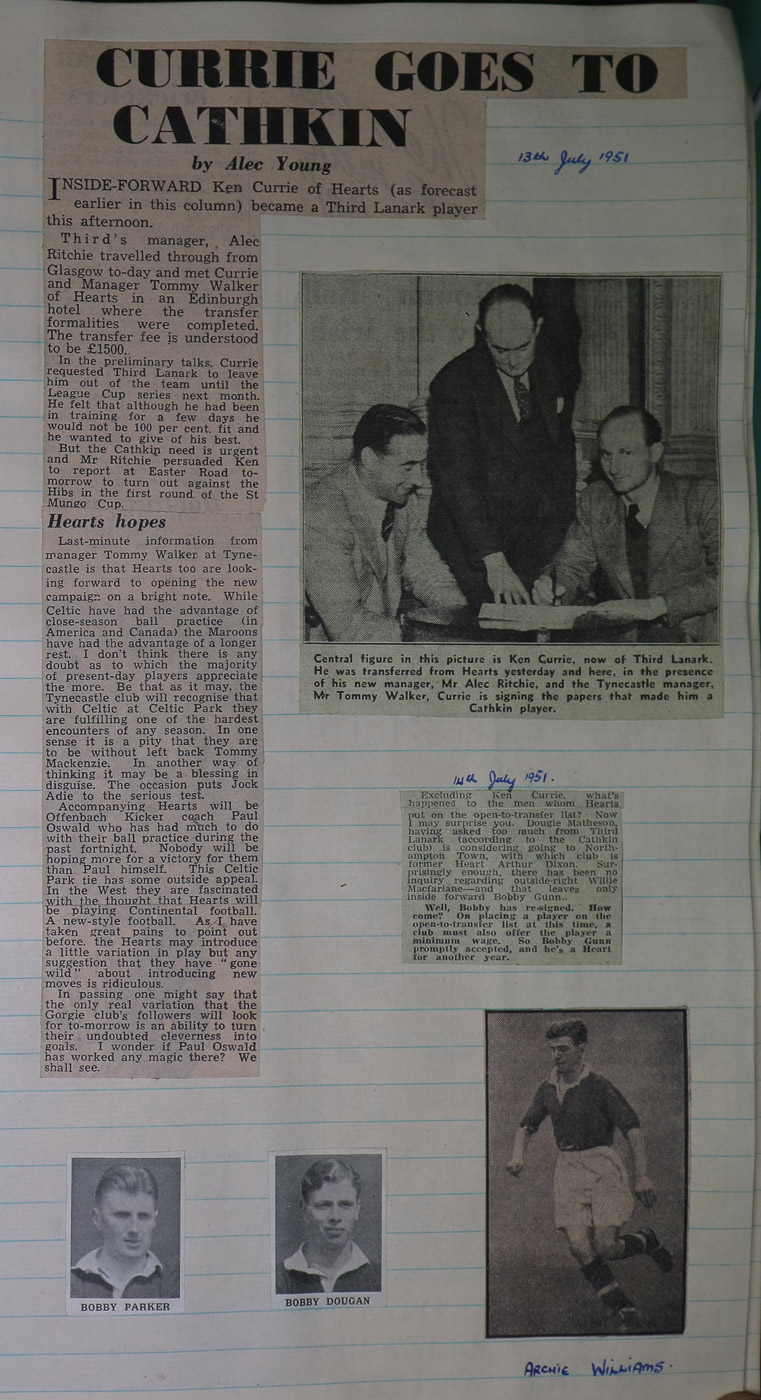 CURRIE GOES TO
CATHKIN
by Alec Young
13th July 1951
INSIDE-FORWARD Ken Currie of Hearts (as forecast
earlier in this column) became a Third Lanark player
this afternoon.
Third's manager, Alec
Ritchie travelled through from
Glasgow to-day and met Currie
and Manager Tommy Walker
of Hearts in an Edinburgh
hotel where the transfer
formalities were completed.
The transfer fee is understood
to be £1500.
In the preliminary talks, Currie
requested Third Lanark to leave
him out of the team until the
League Cup series next month.
He felt that although he had been
in training for a few days he
would not be 100 per cent. fit and
he wanted to give of his best.
But the Cathkin need is urgent
and Mr Ritchie persuaded Ken
to report at Easter Road to-
morrow to turn out against the
Hibs in the first round of the St
Mungo Cup.
Hearts hopes
Last-minute information from
manager Tommy Walker at Tyne-
castle is that Hearts too are look-
ing forward to opening the new
campaign on a bright note. While
Celtic have had the advantage of
close-season ball practice (in
America and Canada) the Maroons
have had the advantage of a longer
rest. I don't think there is any
doubt as to which the majority
of present-day players appreciate
the more. Be that as it may, the
Tynecastle club will recognise that
with Celtic at Celtic Park they
are fulfilling one of the hardest
encounters of any season. In one
sense it is a pity that they are
to be without left back Tommy
Mackenzie. In another way of
thinking it may be a blessing in
disguise. The occasion puts Jock
Adie to the serious test.
Accompanying Hearts will be
Offenbach Kicker coach Paul
Oswald who has had much to do
with their ball practice during the
past fortnight. Nobody will be
hoping more for a victory for them
than Paul himself. This Celtic
Park tie has some outside appeal.
In the West they are fascinated
with the thought that Hearts will
be playing Continental football.
A new-style football. As I have
taken great pains to point out
before, the Hearts may introduce
a little variation in play but any
suggestion that they have "gone
wild" about introducing new
moves is ridiculous.
In passing one might say that
the only real variation that the
Gorgie club's followers will look
for to-morrow is an ability to turn
their undoubted cleverness into
goals. I wonder if Paul Oswald
has worked any magic there? We
shall see.
Central figure in this picture is Ken Currie, now of Third Lanark.
He was transferred from Hearts yesterday and here, in the presence
of his new manager, Mr Alec Ritchie, and the Tynecastle manager,
Mr Tommy Walker, Currie is signing the papers that made him a
Cathkin player.
14th July 1951.
Excluding Ken Currie, what's
happened to the men whom Hearts
put on the open-to-transfer list? Now
I may surprise you. Dougie Matheson,
having asked too much from Third
Lanark (according to the Cathkin
club) is considering going to North-
ampton Town, with which club is
former Heart Arthur Dixon. Sur-
prisingly enough, there has been no
inquiry regarding outside-right Willie
Macfarlane—and that leaves only
inside forward Bobby Gunn..
Well, Bobby has re-signed. How
come? On placing a player on the
open-to-transfer list at this time, a
club must also offer the player a
minimum wage. So Bobby Gunn
promptly accepted, and he's a Heart
for another year.
BOBBY PARKER
BOBBY DOUGAN
ARCHIE WILLIAMS.